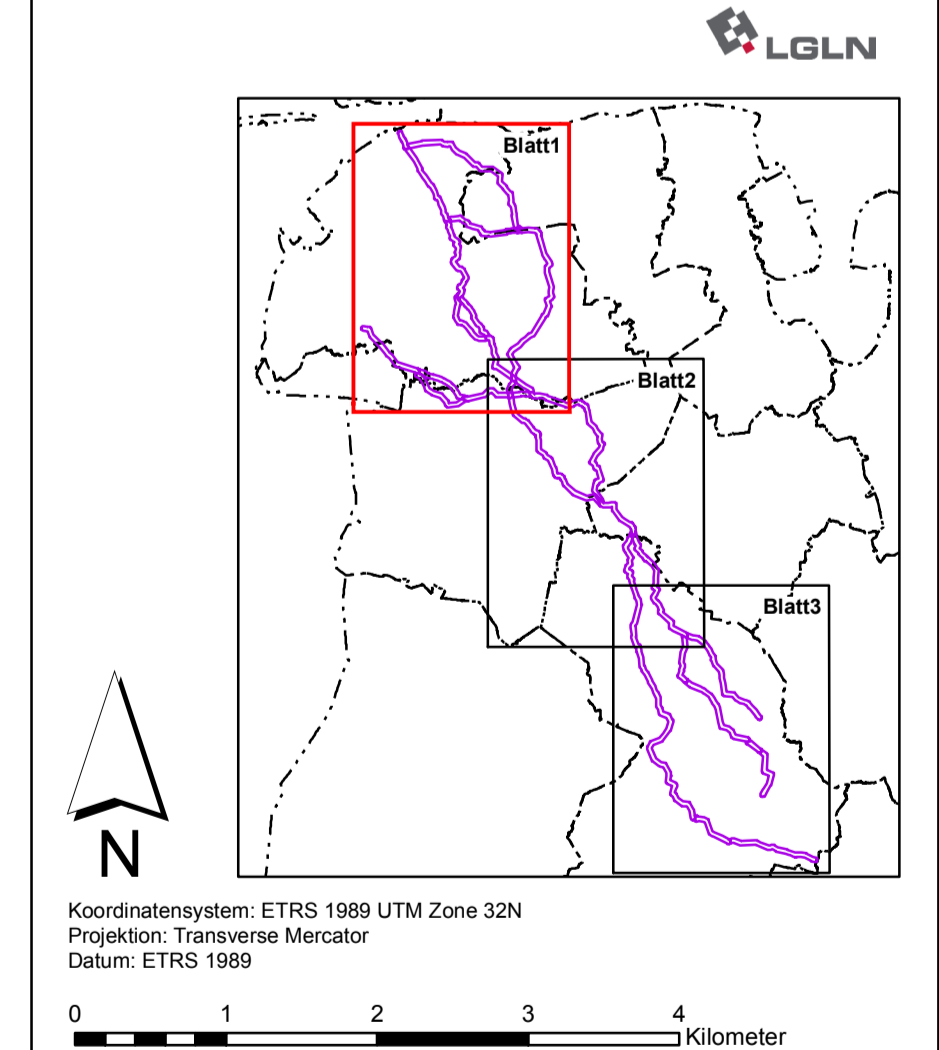 LGLN
Blatt1
Blatt2
Blatt3
N
Koordinatensystem: ETRS 1989 UTM Zone 32N
Projektion: Transverse Mercator
Datum: ETRS 1989
0 1 2 3 4
Kilometer